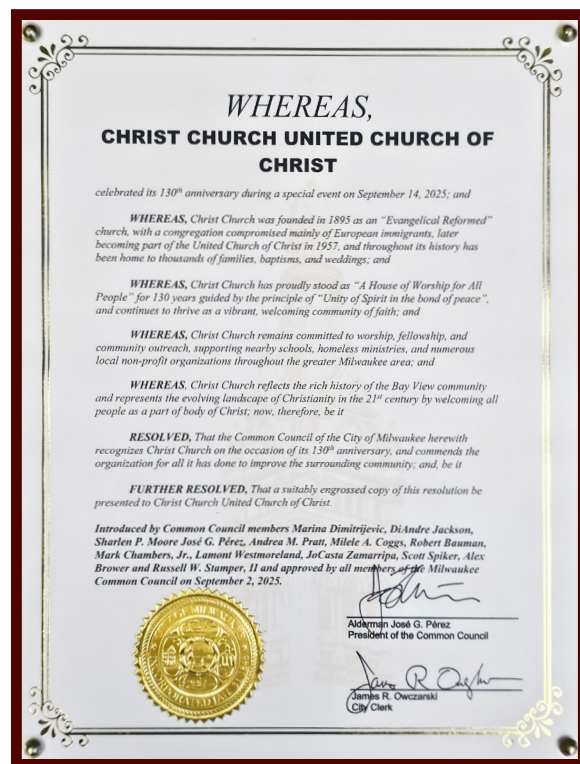 WHEREAS,
CHRIST CHURCH UNITED CHURCH OF
CHRIST
celebrated its 130th anniversary during a special event on September 14, 2025; and
WHEREAS, Christ Church was founded in 1895 as an “Evangelical Reformed”
church, with a congregation compromised mainly of European immigrants, later
becoming part of the United Church of Christ in 1957, and throughout its history has
been home to thousands of families, baptisms, and weddings; and
WHEREAS, Christ Church has proudly stood as “A House of Worship for All
People” for 130 years guided by the principle of “Unity of Spirit in the bond of peace”,
and continues to thrive as a vibrant, welcoming community of faith; and
WHEREAS, Christ Church remains committed to worship, fellowship, and
community outreach, supporting nearby schools, homeless ministries, and numerous
local non-profit organizations throughout the greater Milwaukee area; and
WHEREAS, Christ Church reflects the rich history of the Bay View community
and represents the evolving landscape of Christianity in the 21st century by welcoming all
people as a part of body of Christ; now, therefore, be it
RESOLVED, That the Common Council of the City of Milwaukee herewith
recognizes Christ Church on the occasion of its 130th anniversary, and commends the
organization for all it has done to improve the surrounding community; and, be it
FURTHER RESOLVED, That a suitably engrossed copy of this resolution be
presented to Christ Church United Church of Christ.
Introduced by Common Council members Marina Dimitrijevic, DiAndre Jackson,
Sharlen P. Moore José G. Pérez, Andrea M. Pratt, Milele A. Coggs, Robert Bauman,
Mark Chambers, Jr., Lamont Westmoreland, JoCasta Zamarripa, Scott Spiker, Alex
Brower and Russell W. Stamper, II and approved by all members of the Milwaukee
Common Council on September 2, 2025.
Alderman José G. Pérez
President of the Common Council
James R. Owczarski
City Clerk